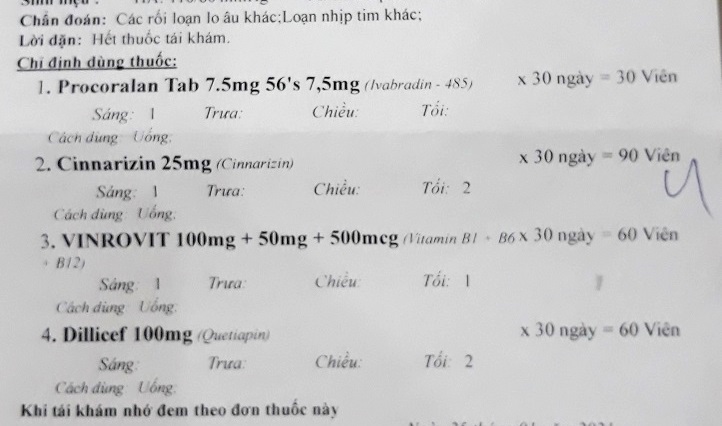 Chẩn đoán: Các rối loạn lo âu khác;Loạn nhịp tim khác;
Lời dặn: Hết thuốc tái khám.
Chỉ định dùng thuốc:
1. Procoralan Tab 7.5mg 56's 7,5mg (Ivabradin - 485) x 30 ngày = 30 Viên
Sáng: 1 Trưa: Chiều: Tối:
Cách dùng: Uống:
2. Cinnarizin 25mg (Cinnarizin) x 30 ngày = 90 Viên
Sáng: 1 Trưa: Chiều: Tối: 2
Cách dùng Uống:
3. VINROVIT 100mg + 50mg + 500mcg (Vitamin B1 + B6 x 30 ngày = 60 Viên
+ B12)
Sáng: 1 Trưa: Chiều: Tối: 1
Cách dùng Uống:
4. Dillicef 100mg (Quetiapin) x 30 ngày = 60 Viên
Sáng: Trưa: Chiều: Tối: 2
Cách dùng Uống:
Khi tái khám nhớ đem theo đơn thuốc này